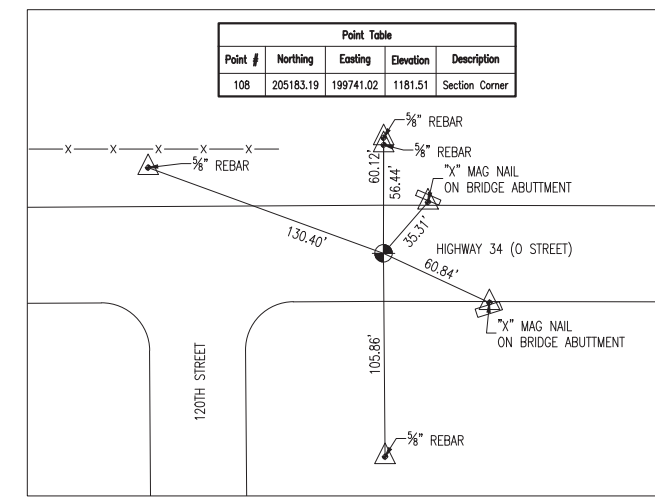 Point Table
Point # Northing Easting Elevation Description
108 205183.19 199741.02 1181.51 Section Corner
⅝" REBAR
⅝" REBAR
⅝" REBAR
60.12'
56.44'
"X" MAG NAIL
ON BRIDGE ABUTTMENT
130.40'
35.31'
HIGHWAY 34 (O STREET)
60.84'
"X" MAG NAIL
ON BRIDGE ABUTTMENT
105.86'
120TH STREET
⅝" REBAR